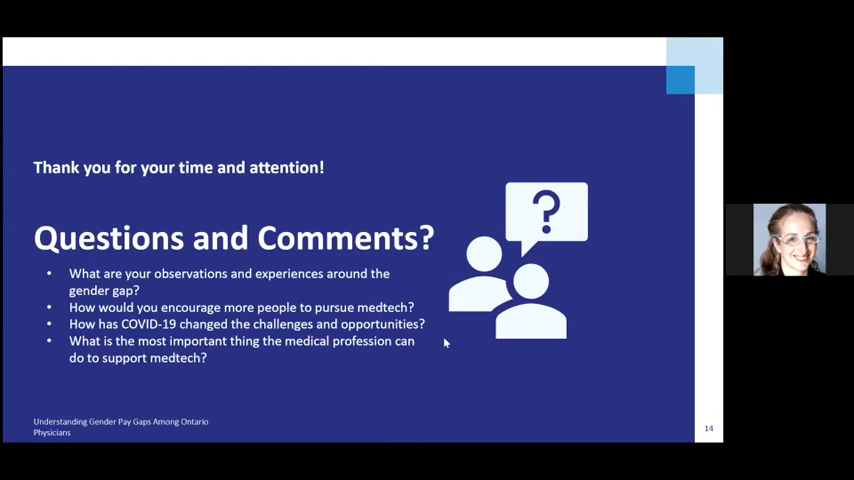 Thank you for your time and attention!
Questions and Comments?
• What are your observations and experiences around the
gender gap?
• How would you encourage more people to pursue medtech?
• How has COVID-19 changed the challenges and opportunities?
• What is the most important thing the medical profession can
do to support medtech?
?
Understanding Gender Pay Gaps Among Ontario
Physicians
14